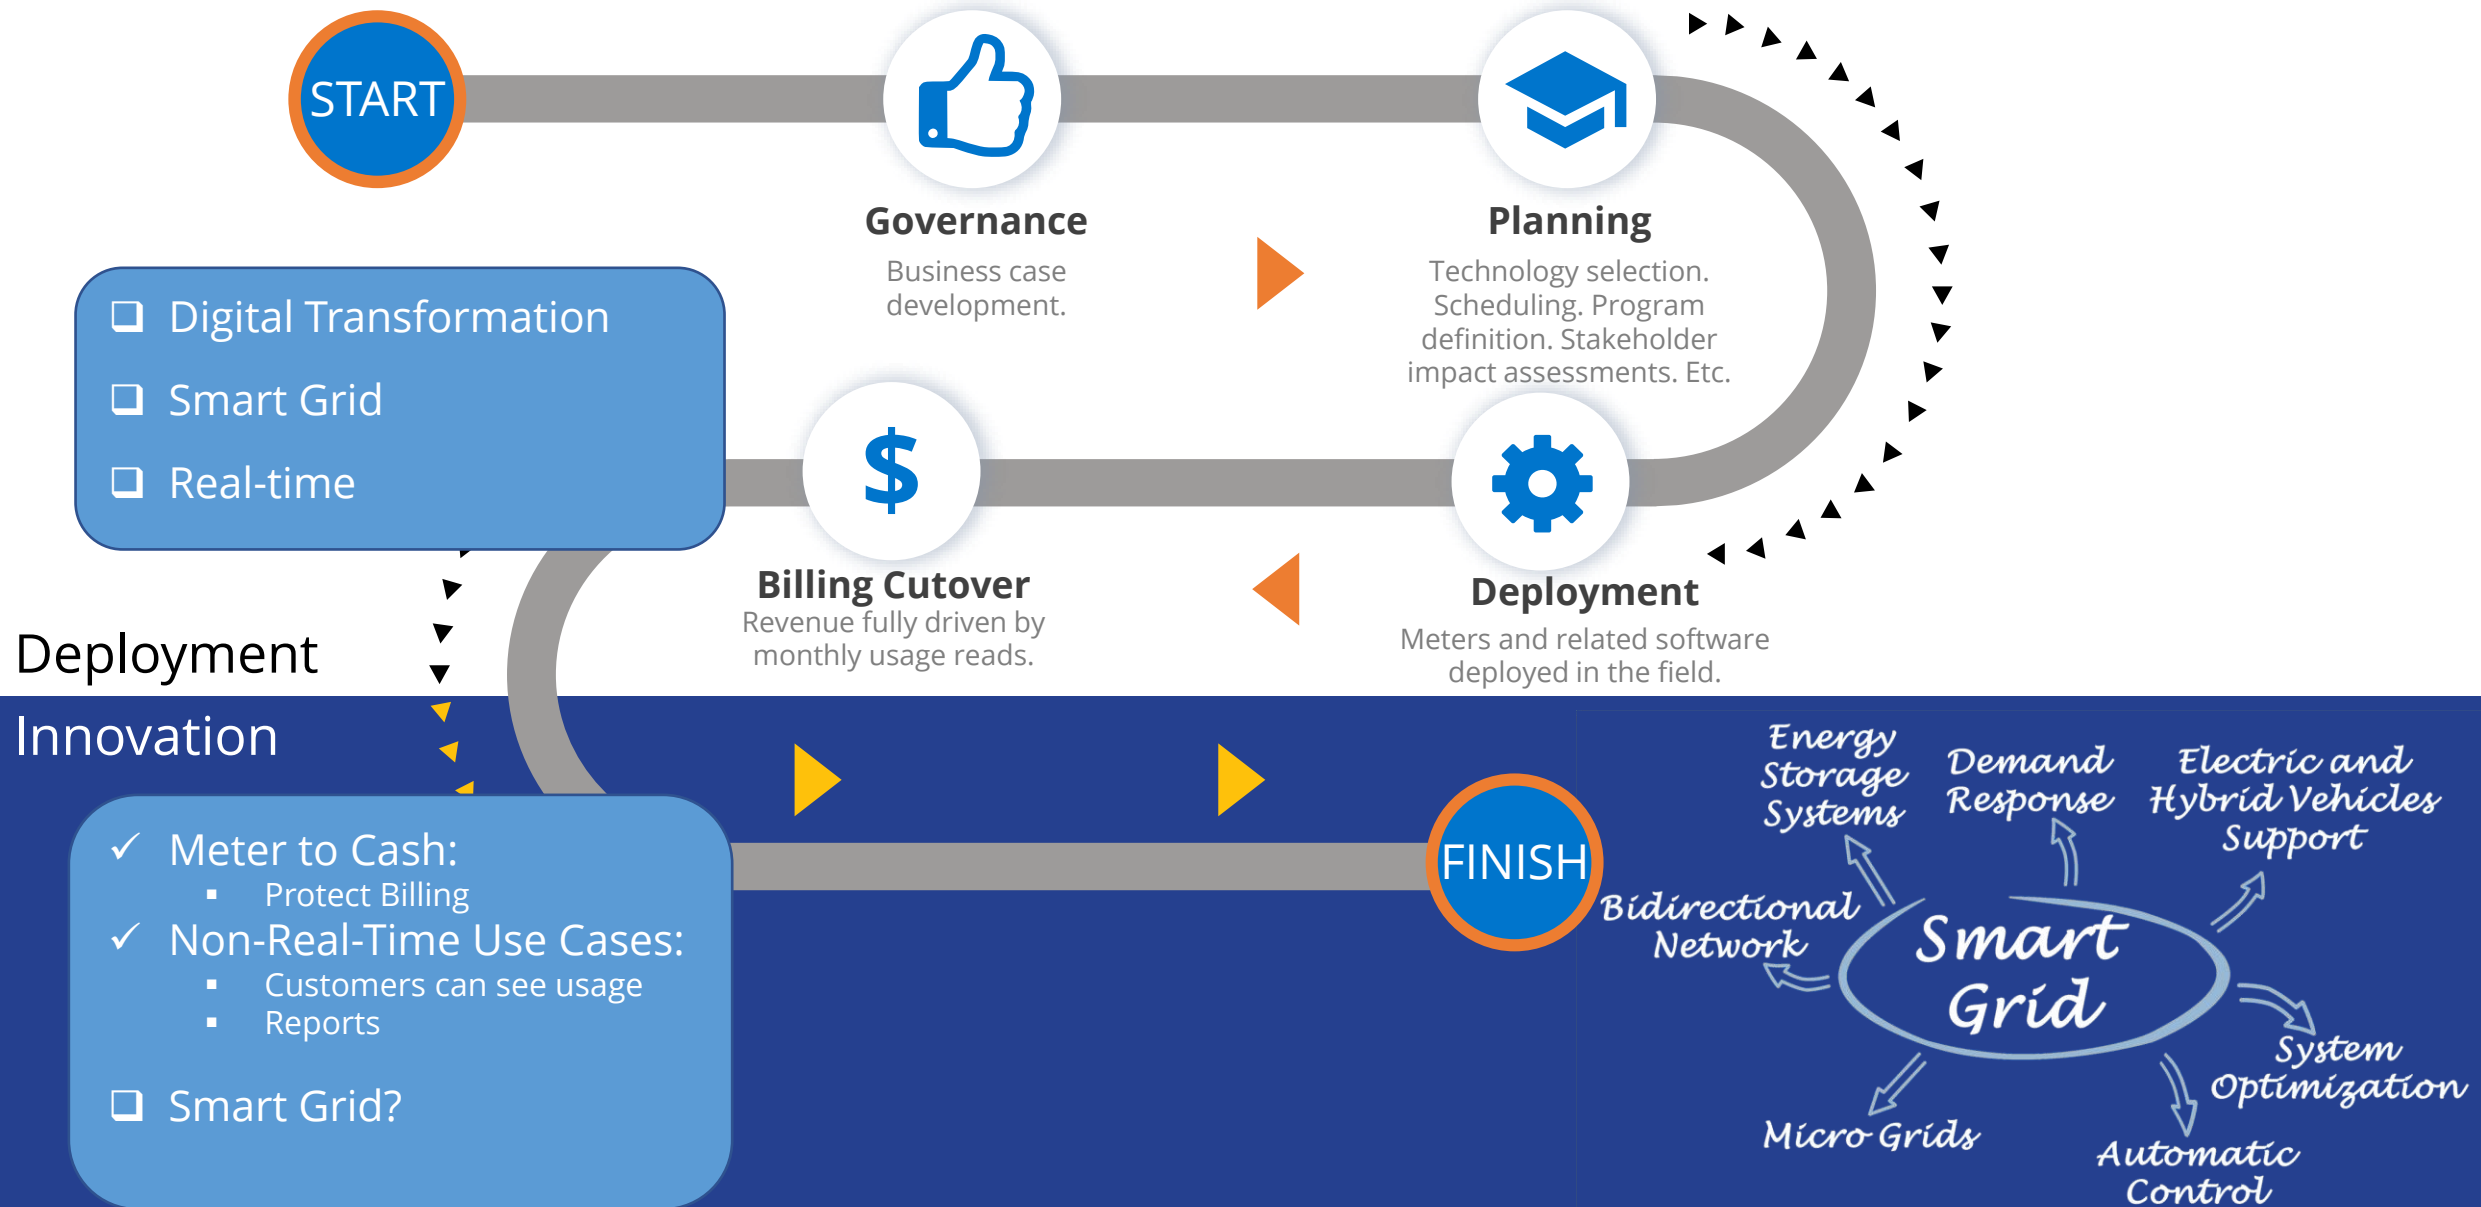 START
Governance
Business case
development.
Planning
Technology selection.
Scheduling. Program
definition. Stakeholder
impact assessments. Etc.
Digital Transformation
Smart Grid
Real-time
$
Billing Cutover
Revenue fully driven by
monthly usage reads.
Deployment
Meters and related software
deployed in the field.
Deployment
Innovation
Meter to Cash:
Protect Billing
Non-Real-Time Use Cases:
Customers can see usage
Reports
Smart Grid?
FINISH
Energy
Storage
Systems
Demand
Response
Electric and
Hybrid Vehicles
Support
Bidirectional
Network
Smart
Grid
System
Optimization
Micro Grids
Automatic
Control